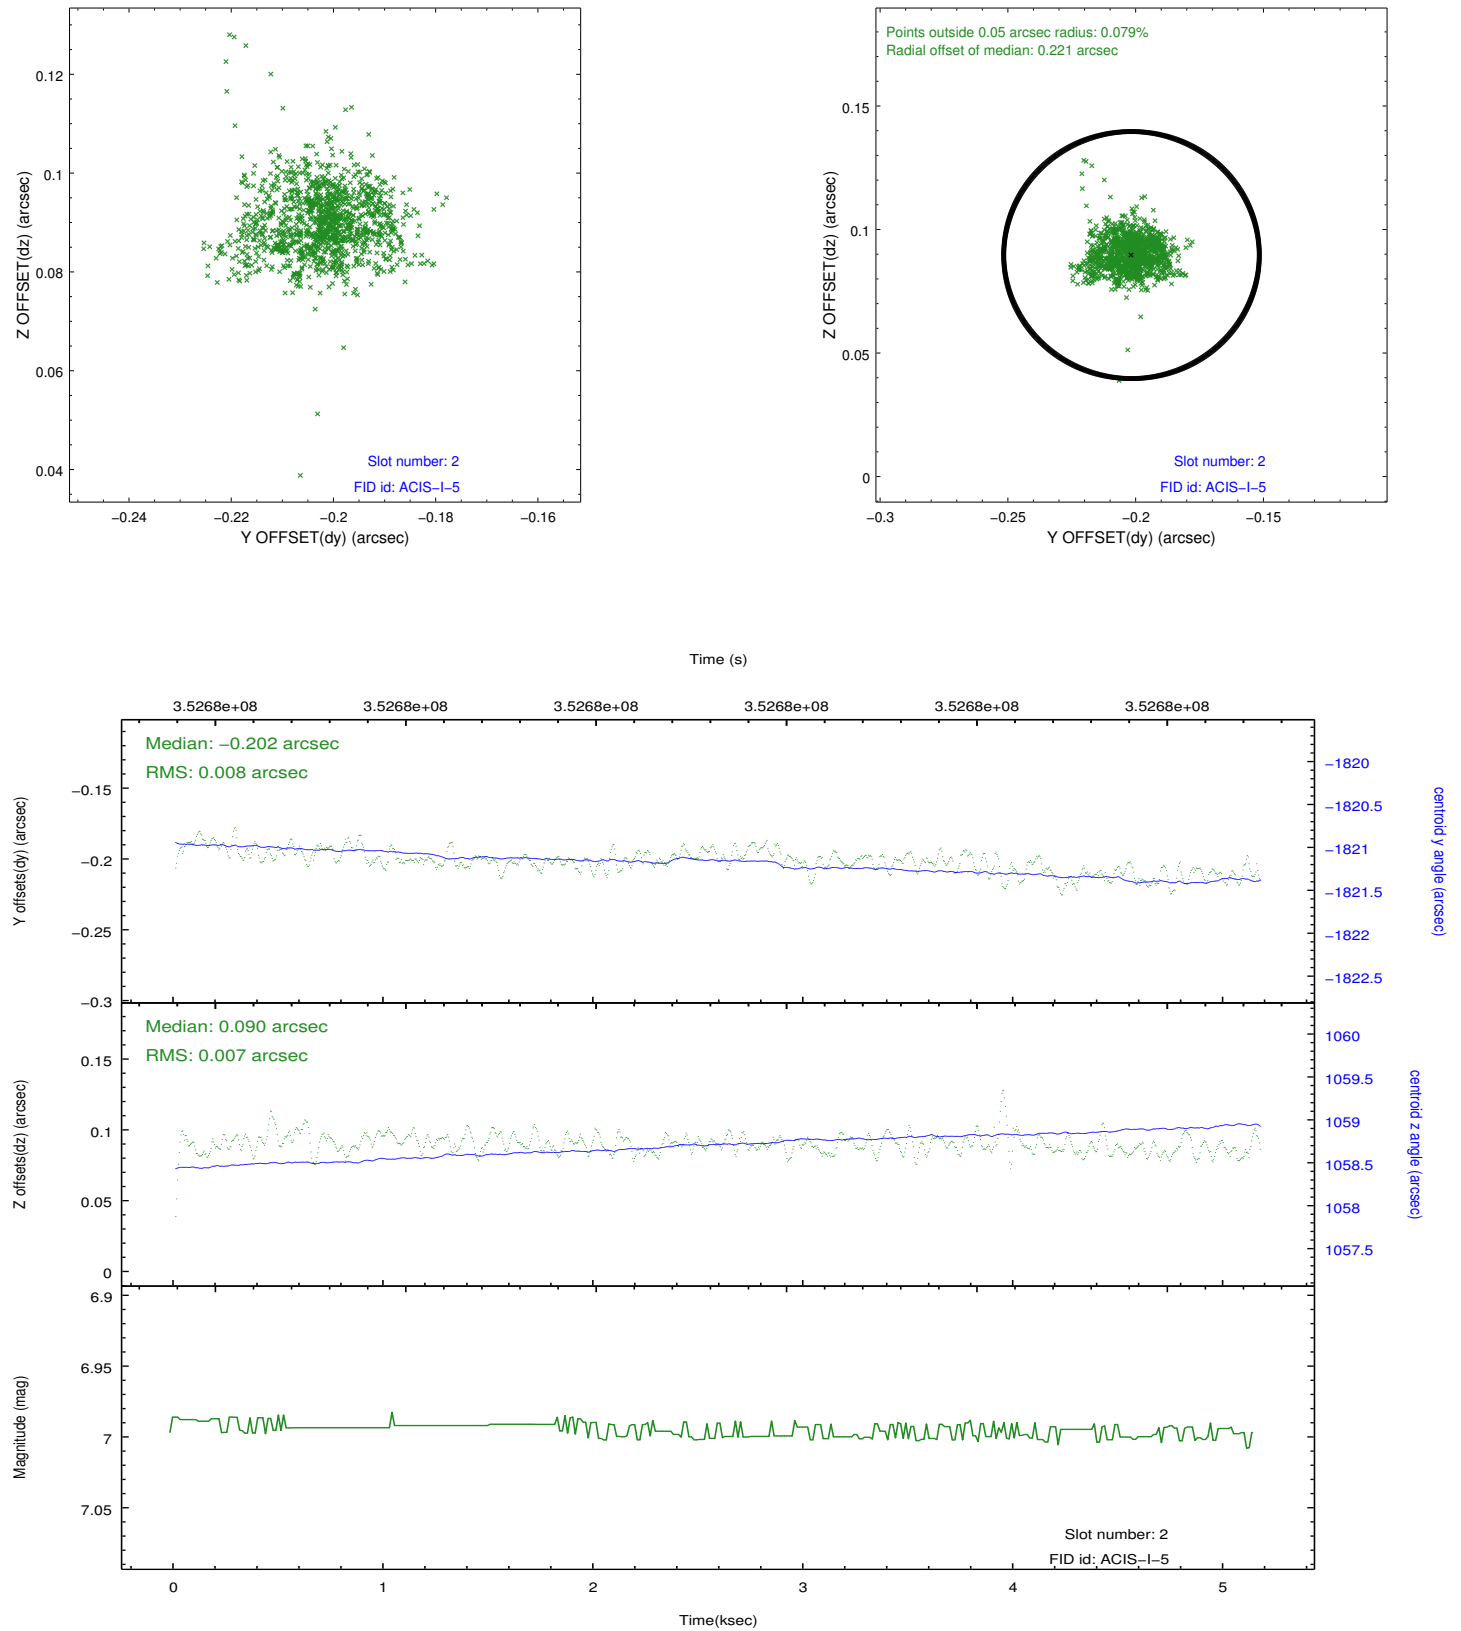 0.12
0.1
0.08
0.06
0.04
Z OFFSET(dz) (arcsec)
Slot number: 2
FID id: ACIS−I−5
−0.24 −0.22 −0.2 −0.18 −0.16
Y OFFSET(dy) (arcsec)
Points outside 0.05 arcsec radius: 0.079%
Radial offset of median: 0.221 arcsec
0.15
0.1
0.05
0
Z OFFSET(dz) (arcsec)
Slot number: 2
FID id: ACIS−I−5
−0.3 −0.25 −0.2 −0.15
Y OFFSET(dy) (arcsec)
Time (s)
3.5268e+08 3.5268e+08 3.5268e+08 3.5268e+08 3.5268e+08 3.5268e+08
Median: −0.202 arcsec
RMS: 0.008 arcsec
−0.15
−0.2
−0.25
−0.3
Y offsets(dy) (arcsec)
−1820
−1820.5
−1821
−1821.5
−1822
−1822.5
centroid y angle (arcsec)
Median: 0.090 arcsec
RMS: 0.007 arcsec
0.15
0.1
0.05
0
Z offsets(dz) (arcsec)
1060
1059.5
1059
1058.5
1058
1057.5
centroid z angle (arcsec)
6.9
6.95
7
7.05
Magnitude (mag)
Slot number: 2
FID id: ACIS−I−5
0 1 2 3 4 5
Time(ksec)